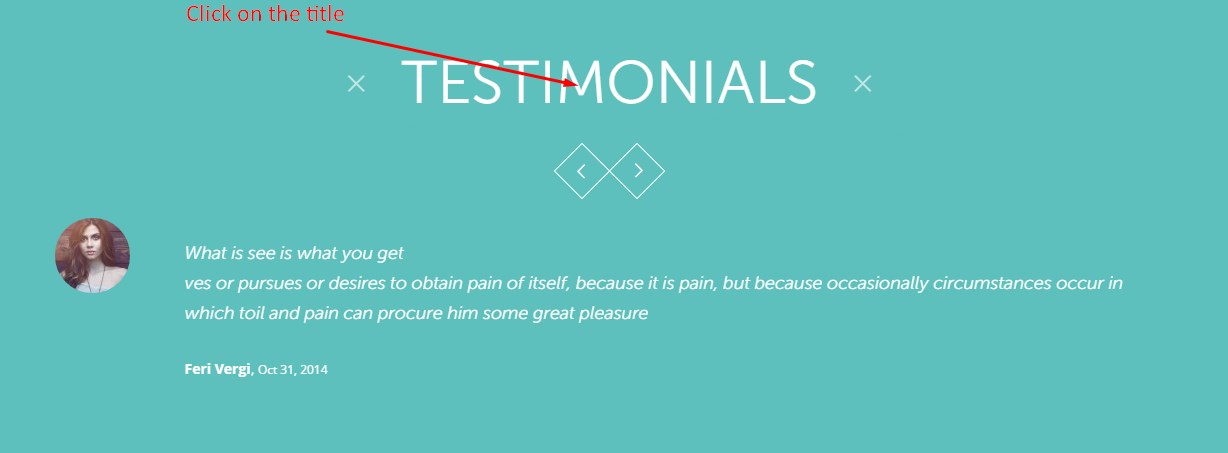 Click on the title
TESTIMONIALS
What is see is what you get
ves or pursues or desires to obtain pain of itself, because it is pain, but because occasionally circumstances occur in
which toil and pain can procure him some great pleasure
Feri Vergi, Oct 31, 2014